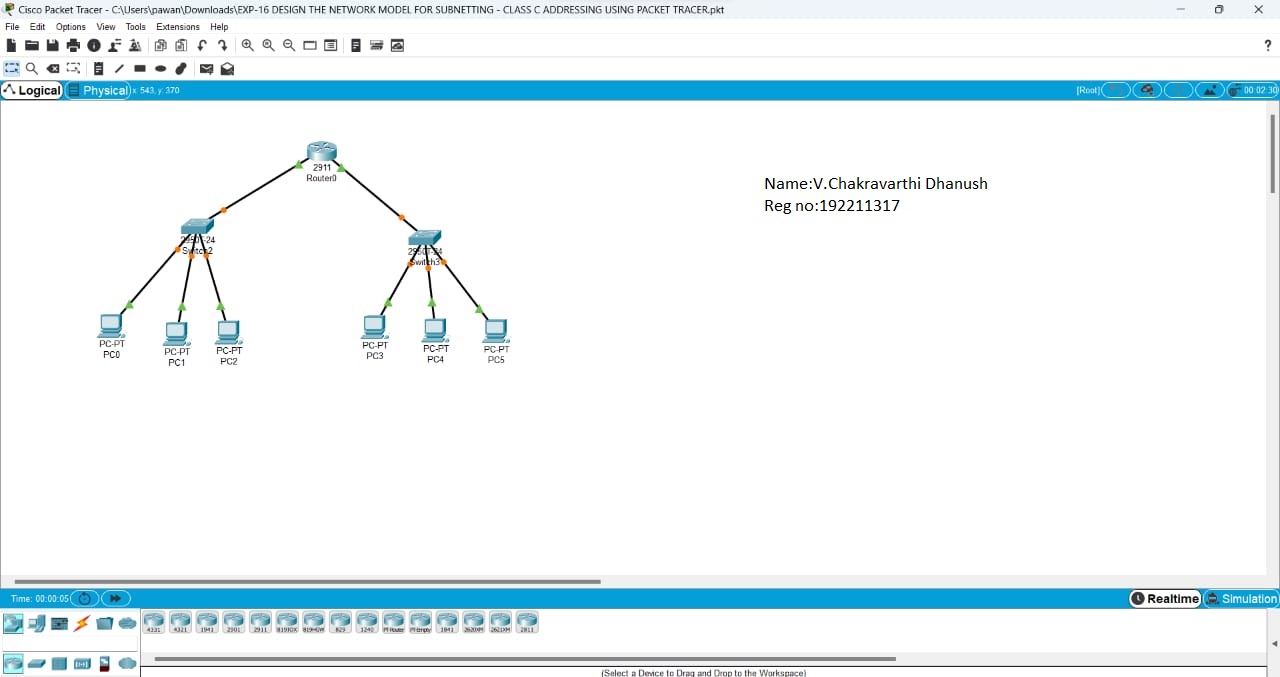 Cisco Packet Tracer - C:\Users\pawan\Downloads\EXP-16 DESIGN THE NETWORK MODEL FOR SUBNETTING - CLASS C ADDRESSING USING PACKET TRACER.pkt
File Edit Options View Tools Extensions Help
?
Logical Physical x: 543, y: 370 [Root] 00:02:30
2911
Router0
Name:V.Chakravarthi Dhanush
Reg no:192211317
2950T-24
Switch2
2950T-24
Switch3
PC-PT
PC0
PC-PT
PC1
PC-PT
PC2
PC-PT
PC3
PC-PT
PC4
PC-PT
PC5
Time: 00:00:05 Realtime Simulation
4331 4321 1941 2901 2911 819IOX 819HGW 829 1240 PT-Router PT-Empty 1841 2620XM 2621XM 2811
(Select a Device to Drag and Drop to the Workspace)